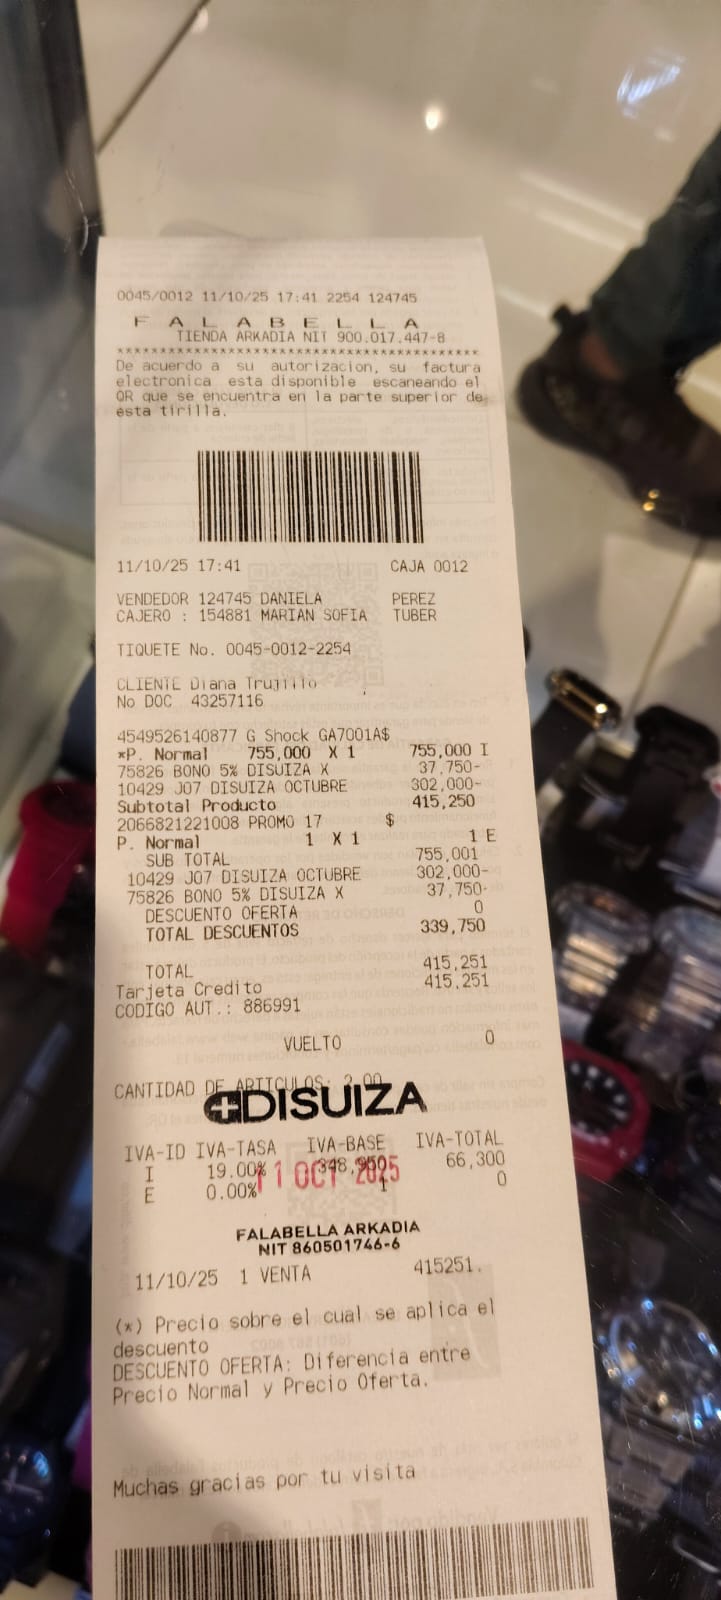 0045/0012 11/10/25 17:41 2254 124745
F A L A B E L L A
TIENDA ARKADIA NIT 900.017.447-8
****************************************
De acuerdo a su autorizacion, su factura
electronica esta disponible escaneando el
QR que se encuentra en la parte superior de
esta tirilla.
11/10/25 17:41 CAJA 0012
VENDEDOR 124745 DANIELA PEREZ
CAJERO : 154881 MARIAN SOFIA TUBER
TIQUETE No. 0045-0012-2254
CLIENTE Diana Trujillo
No DOC 43257116
4549526140877 G Shock GA7001A$
*P. Normal 755,000 X 1 755,000 I
75826 BONO 5% DISUIZA X 37,750-
10429 J07 DISUIZA OCTUBRE 302,000-
Subtotal Producto 415,250
2066821221008 PROMO 17 $
P. Normal 1 X 1 1 E
SUB TOTAL 755,001
10429 J07 DISUIZA OCTUBRE 302,000-
75826 BONO 5% DISUIZA X 37,750-
DESCUENTO OFERTA 0
TOTAL DESCUENTOS 339,750
TOTAL 415,251
Tarjeta Credito 415,251
CODIGO AUT.: 886991
VUELTO 0
CANTIDAD DE ARTICULOS: 2.00
DISUIZA
IVA-ID IVA-TASA IVA-BASE IVA-TOTAL
I 19.00% 348,950 66,300
11 OCT 2025
E 0.00% 1 0
FALABELLA ARKADIA
NIT 860501746-6
11/10/25 1 VENTA 415251.
(*) Precio sobre el cual se aplica el
descuento
DESCUENTO OFERTA: Diferencia entre
Precio Normal y Precio Oferta.
Muchas gracias por tu visita